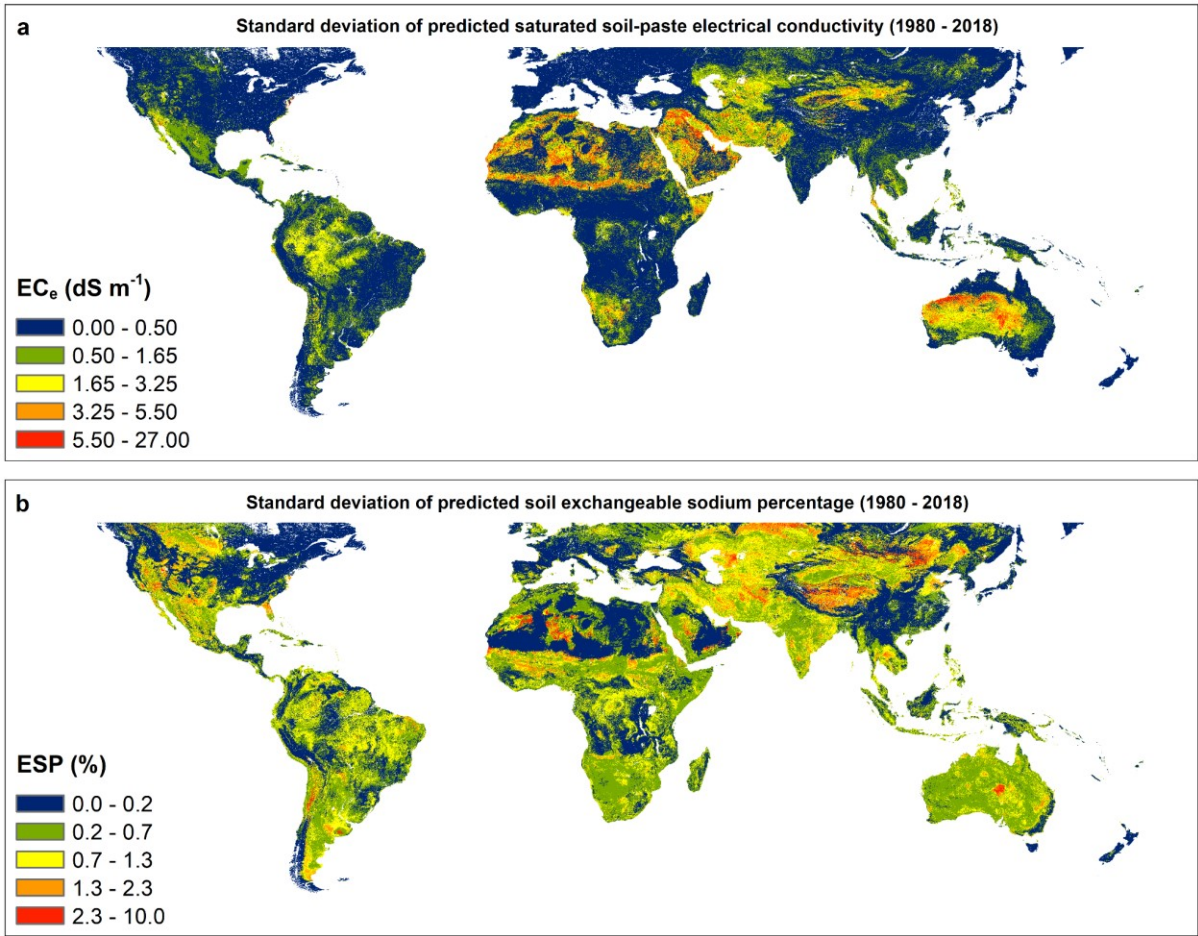 a
Standard deviation of predicted saturated soil-paste electrical conductivity (1980 - 2018)
ECe (dS m-1)
0.00 - 0.50
0.50 - 1.65
1.65 - 3.25
3.25 - 5.50
5.50 - 27.00
b
Standard deviation of predicted soil exchangeable sodium percentage (1980 - 2018)
ESP (%)
0.0 - 0.2
0.2 - 0.7
0.7 - 1.3
1.3 - 2.3
2.3 - 10.0